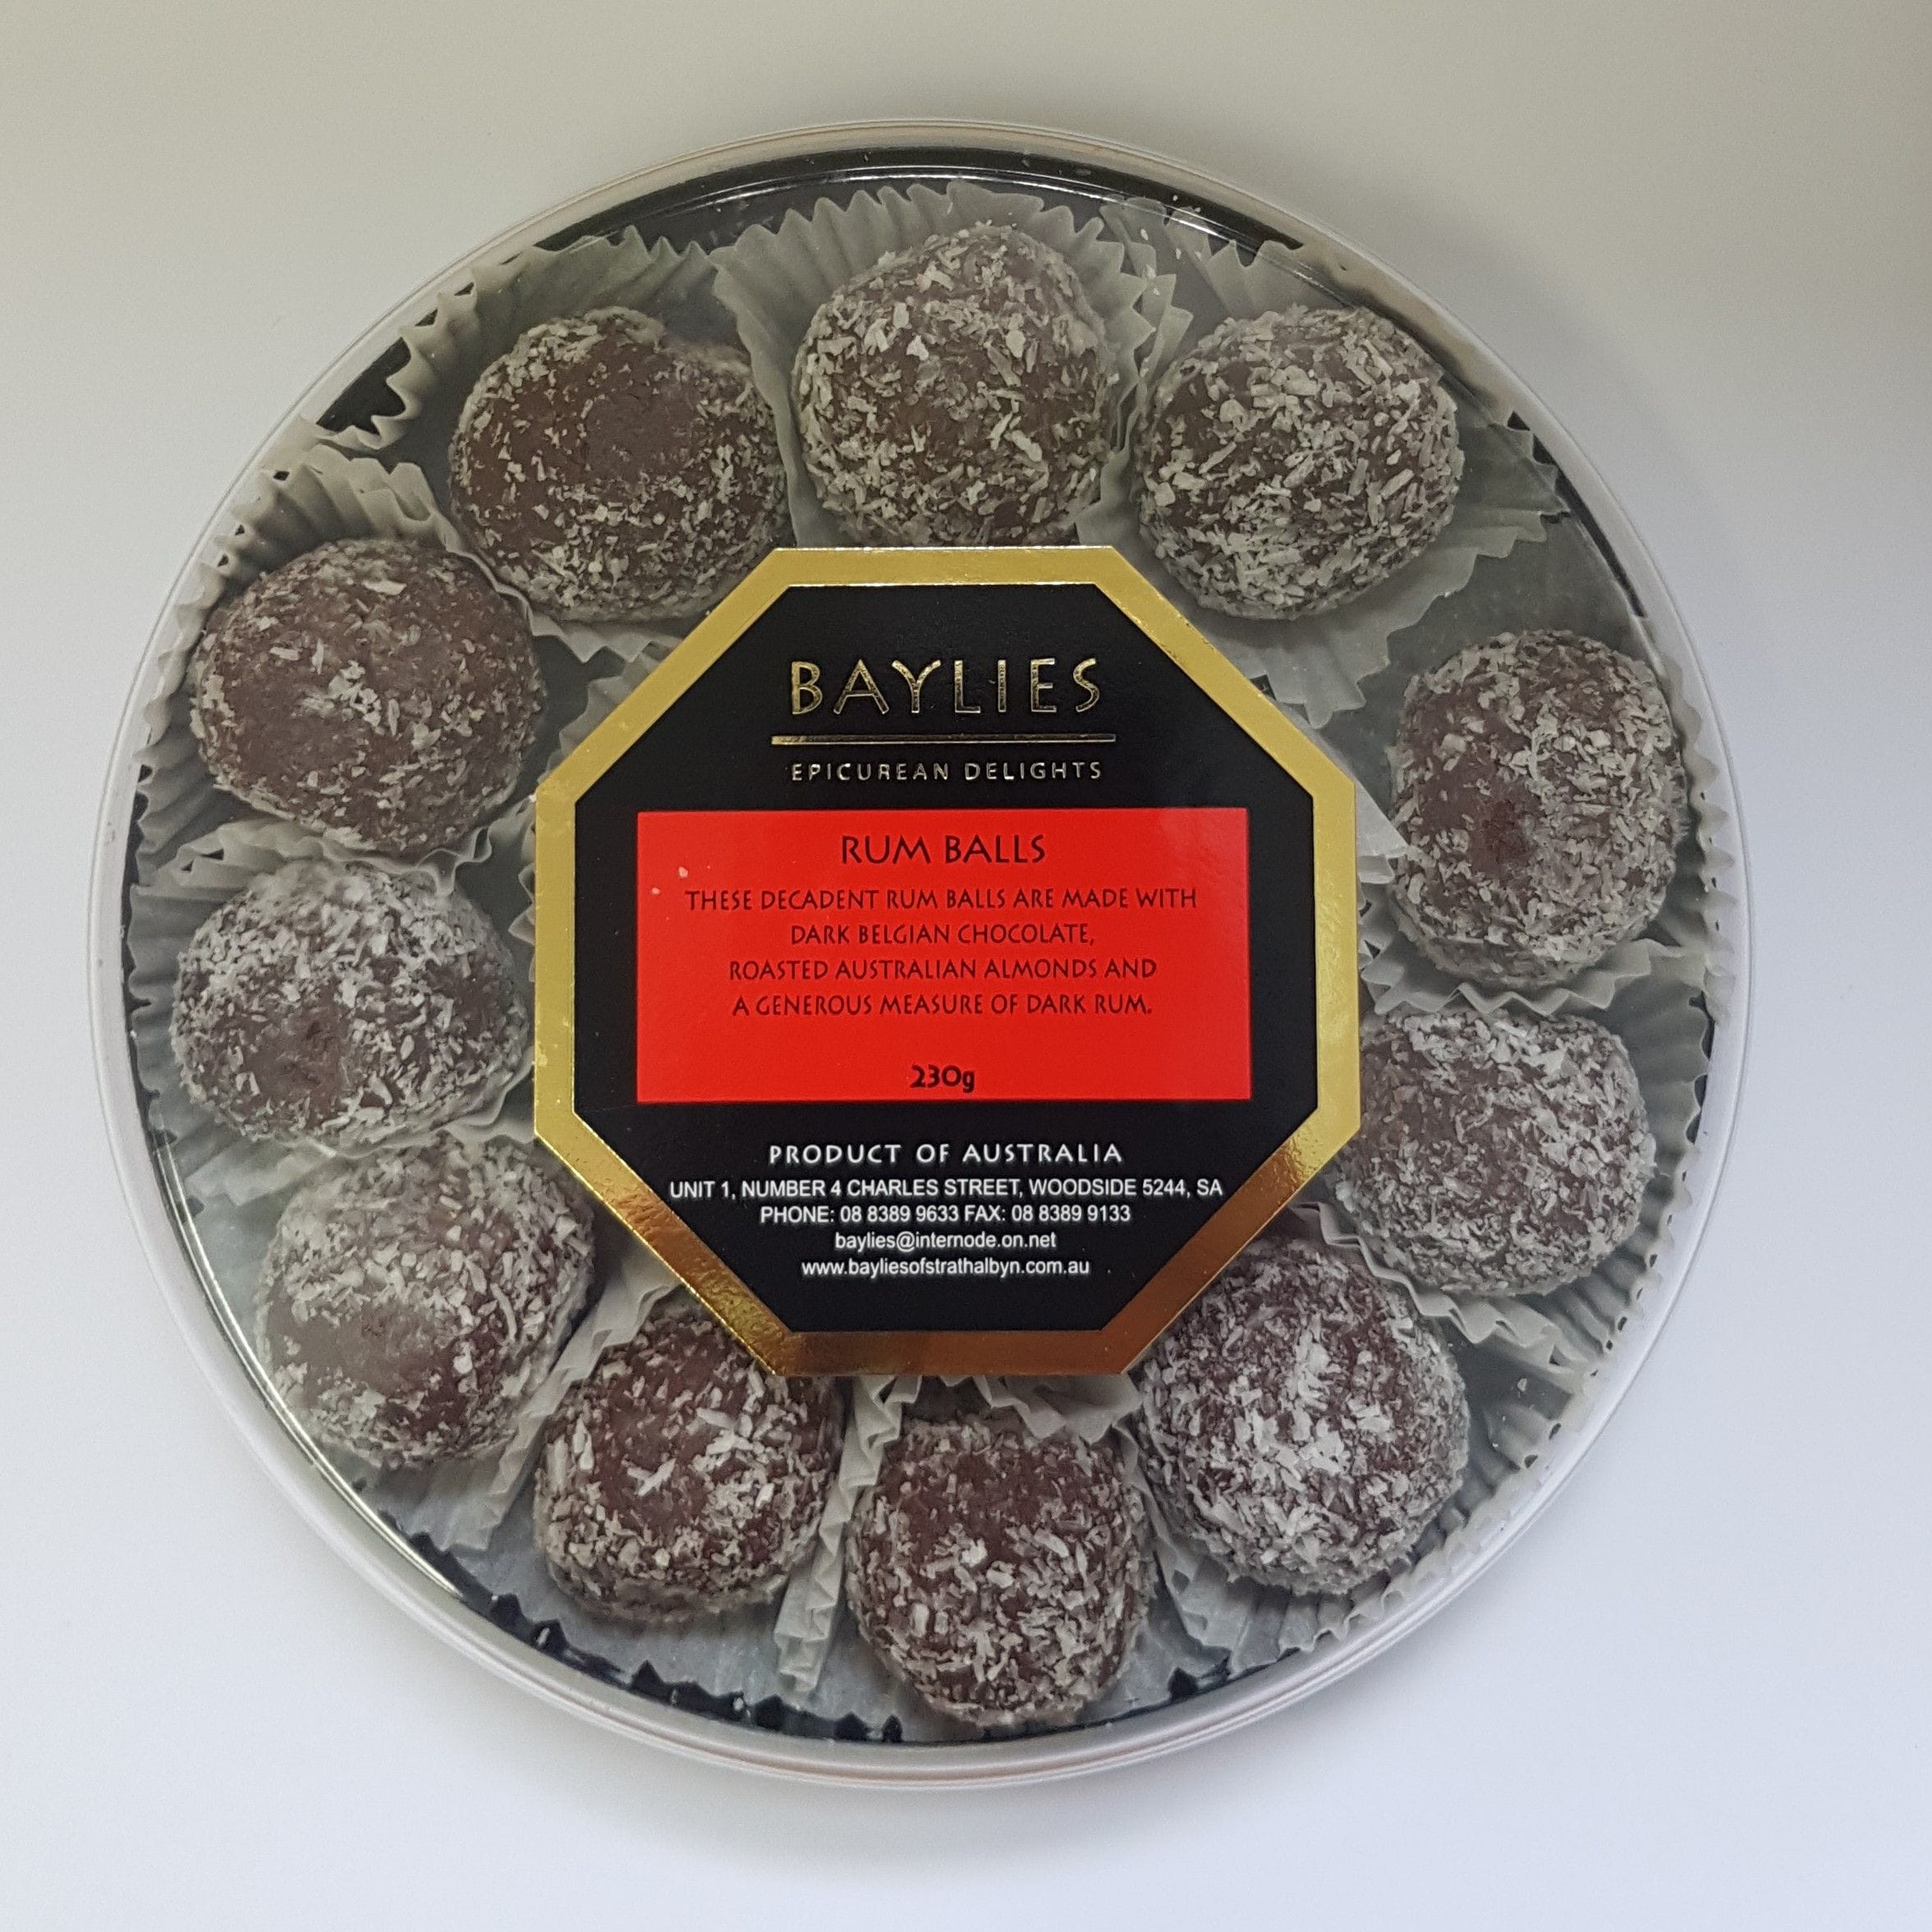 BAYLIES
EPICUREAN DELIGHTS
RUM BALLS
THESE DECADENT RUM BALLS ARE MADE WITH
DARK BELGIAN CHOCOLATE,
ROASTED AUSTRALIAN ALMONDS AND
A GENEROUS MEASURE OF DARK RUM.
230g
PRODUCT OF AUSTRALIA
UNIT 1, NUMBER 4 CHARLES STREET, WOODSIDE 5244, SA
PHONE: 08 8389 9633 FAX: 08 8389 9133
baylies@internode.on.net
www.bayliesofstrathalbyn.com.au